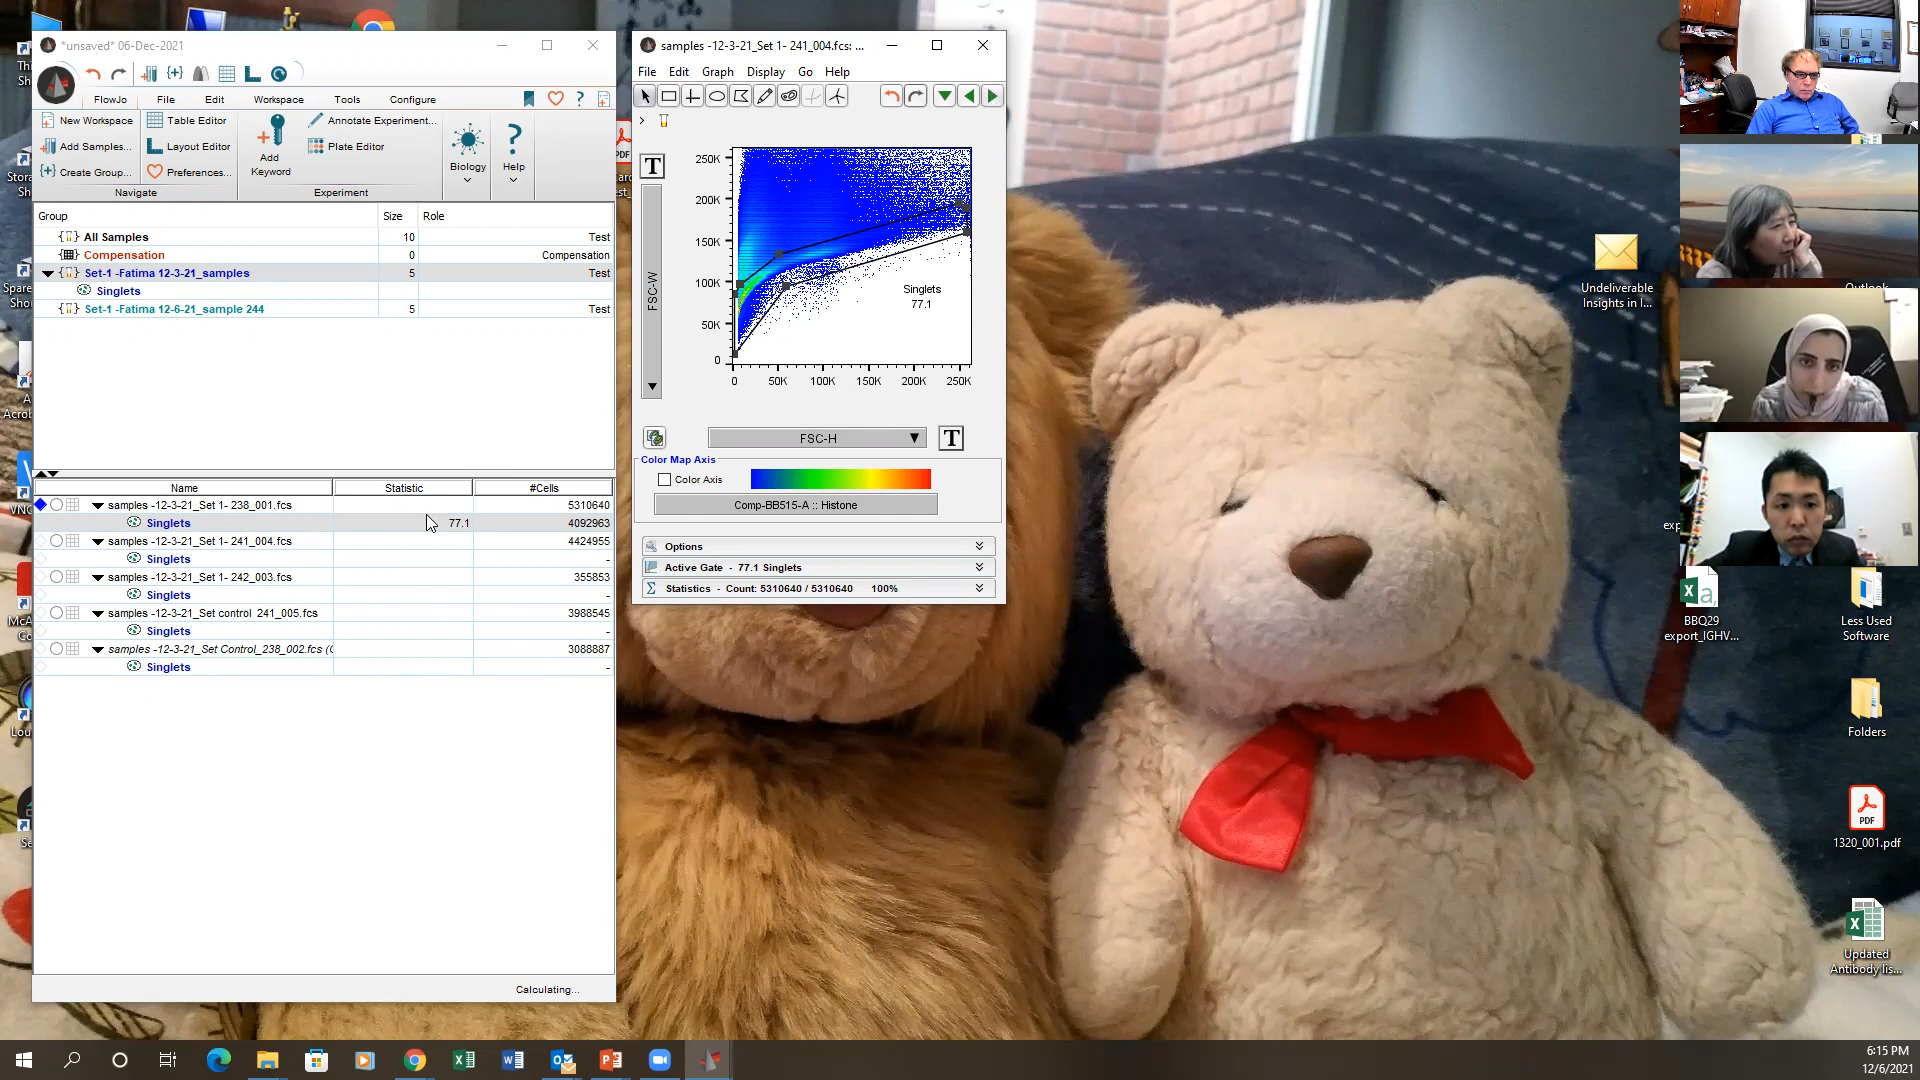 *unsaved* 06-Dec-2021
FlowJo File Edit Workspace Tools Configure
New Workspace
Add Samples...
Create Group...
Navigate
Table Editor
Layout Editor
Preferences...
Add
Keyword
Annotate Experiment...
Plate Editor
Experiment
Biology
Help
Group Size Role
All Samples 10 Test
Compensation 0 Compensation
Set-1 -Fatima 12-3-21_samples 5 Test
Singlets
Set-1 -Fatima 12-6-21_sample 244 5 Test
Name Statistic #Cells
samples -12-3-21_Set 1- 238_001.fcs 5310640
Singlets 77.1 4092963
samples -12-3-21_Set 1- 241_004.fcs 4424955
Singlets -
samples -12-3-21_Set 1- 242_003.fcs 355853
Singlets -
samples -12-3-21_Set control 241_005.fcs 3988545
Singlets -
samples -12-3-21_Set Control_238_002.fcs (C 3088887
Singlets -
Calculating...
samples -12-3-21_Set 1- 241_004.fcs: ...
File Edit Graph Display Go Help
T
250K
200K
150K
100K
50K
0
FSC-W
Singlets
77.1
0 50K 100K 150K 200K 250K
FSC-H
T
Color Map Axis
Color Axis
Comp-BB515-A :: Histone
Options
Active Gate - 77.1 Singlets
Statistics - Count: 5310640 / 5310640 100%
Undeliverable
Insights in I...
Outlook
BBQ29
export_IGHV...
Less Used
Software
Folders
PDF
1320_001.pdf
Updated
Antibody lis...
6:15 PM
12/6/2021